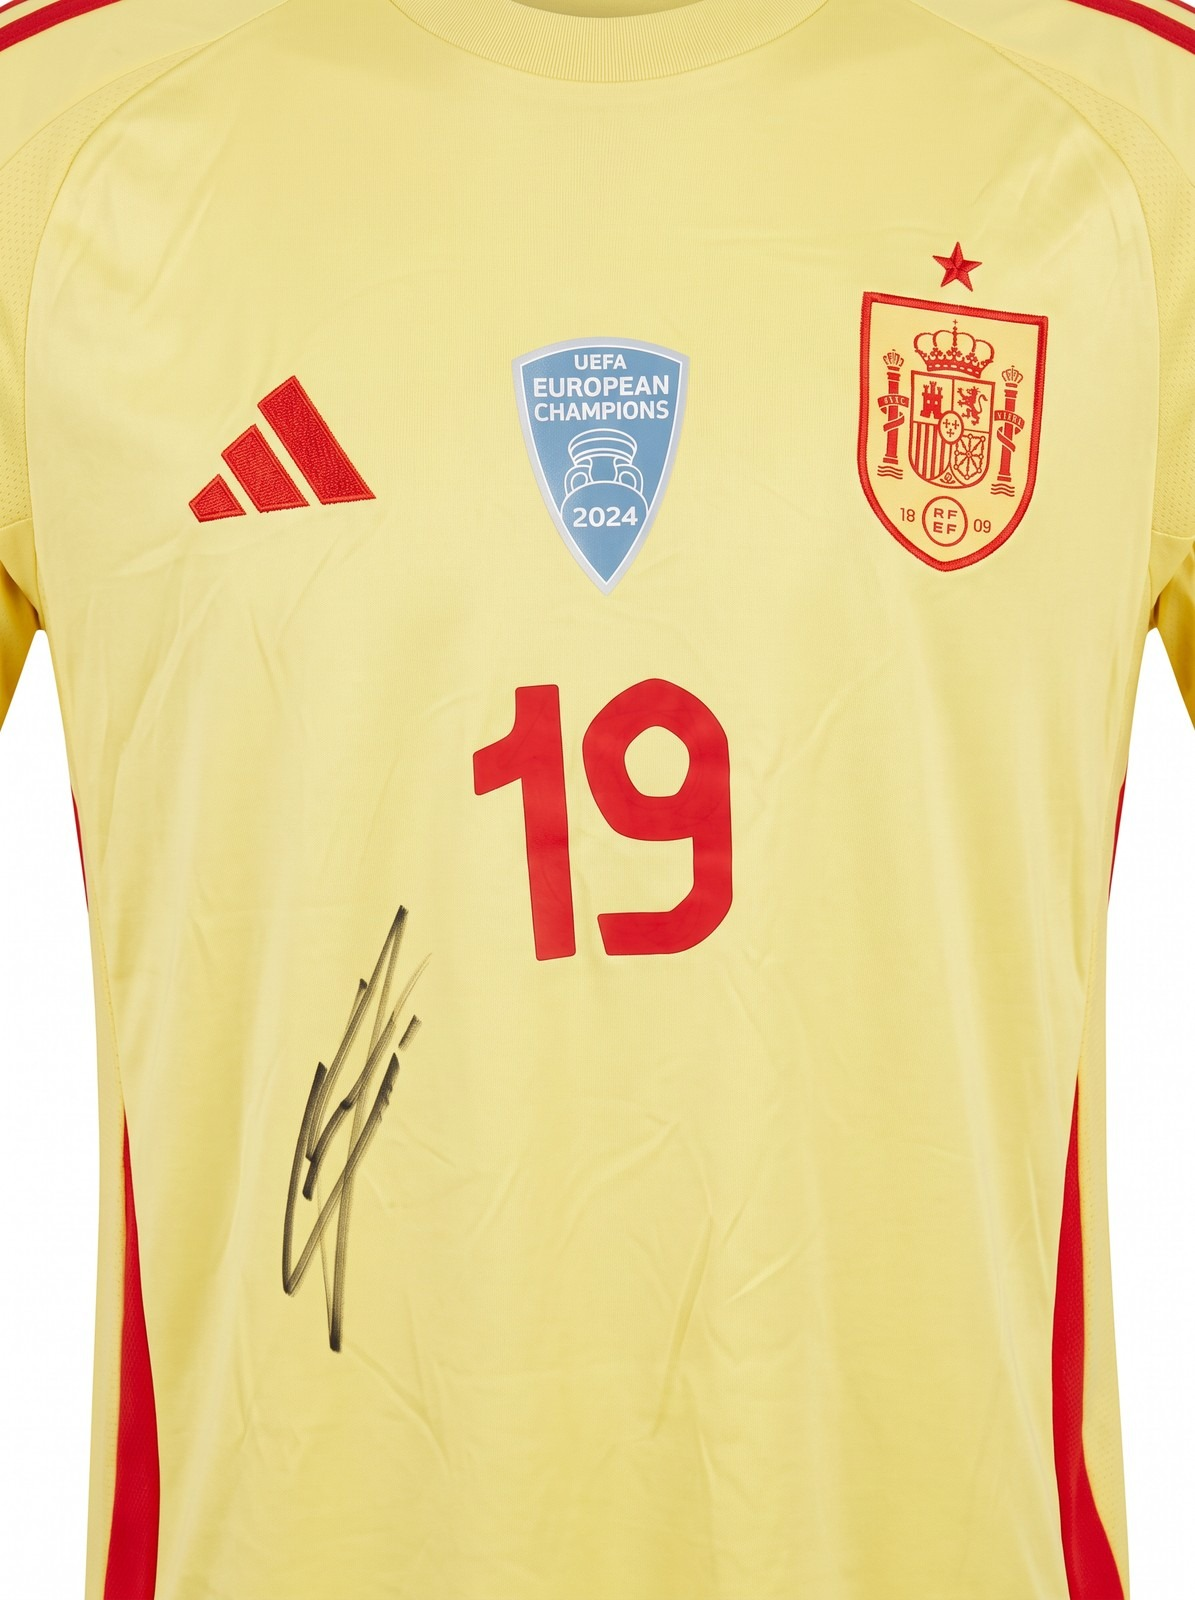 UEFA
EUROPEAN
CHAMPIONS
2024
18 RF EF 09
19